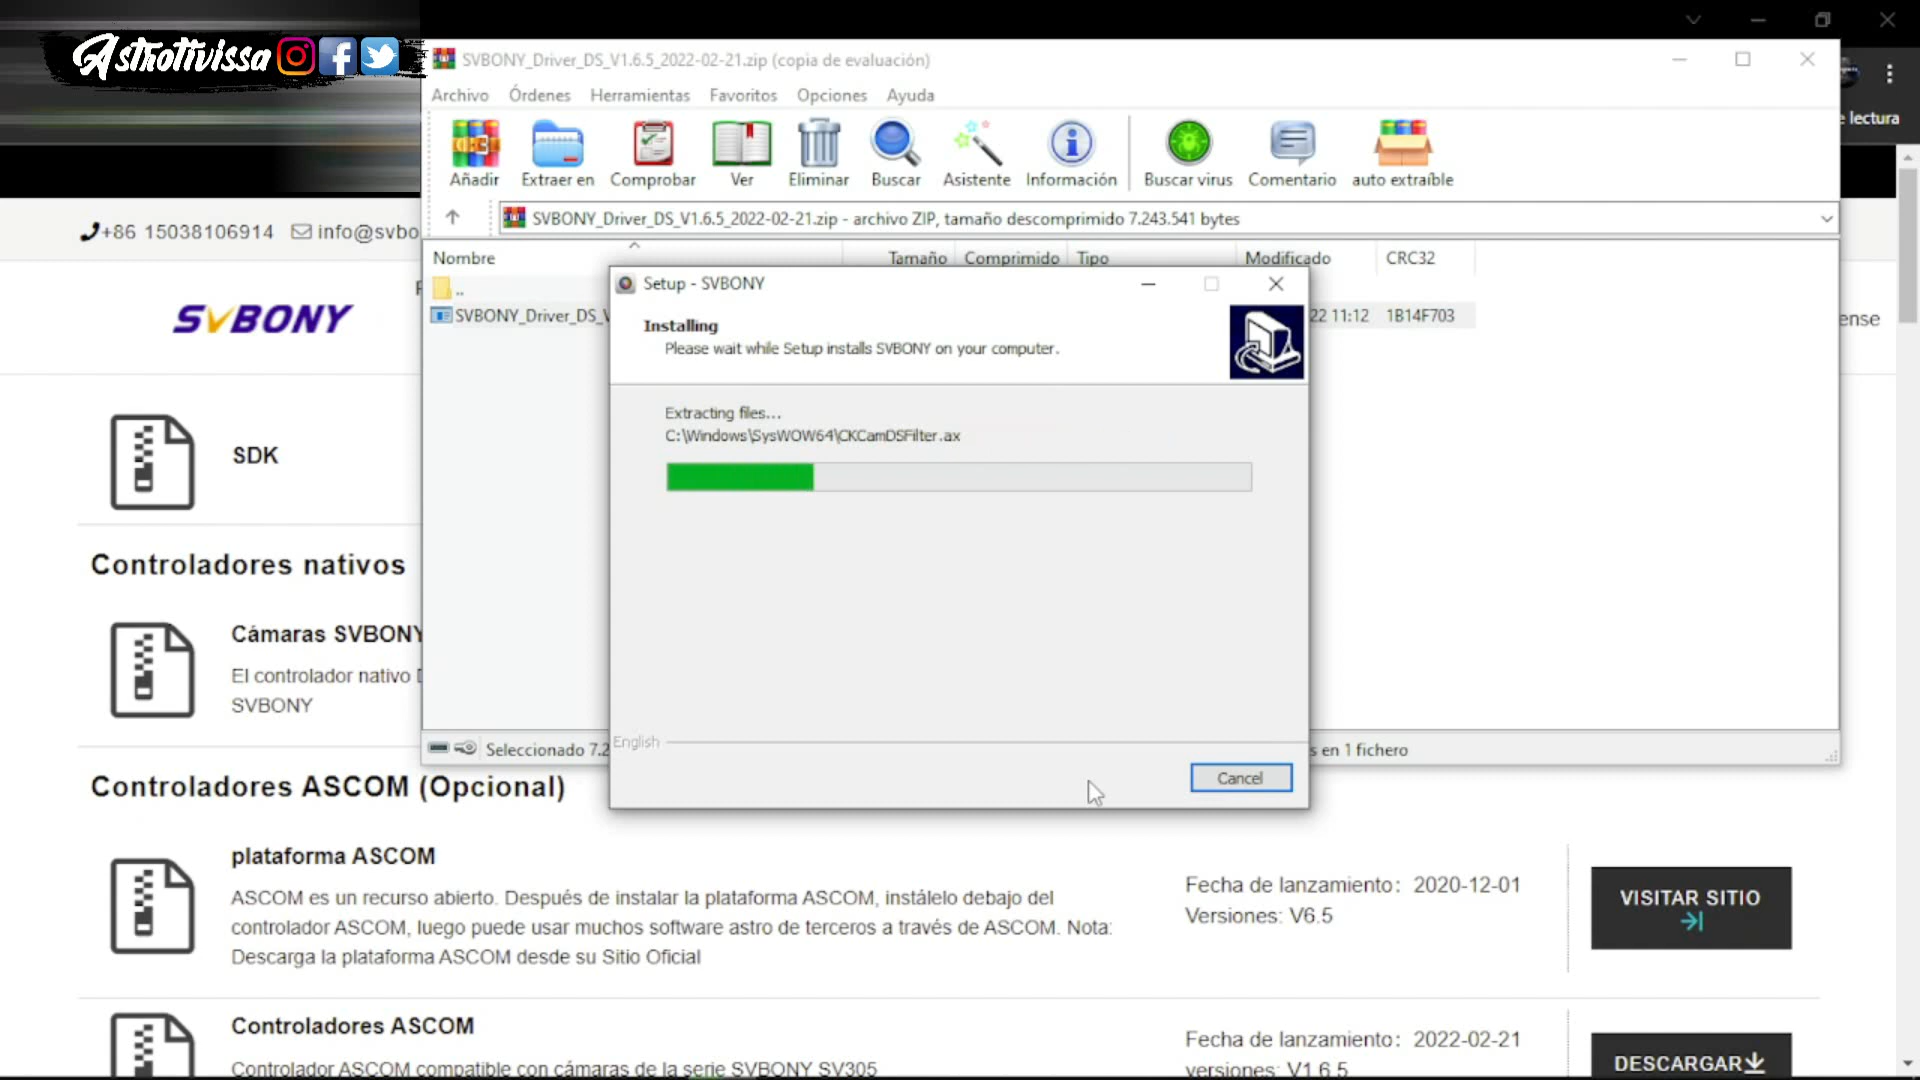 Astroitivissa
SVBONY_Driver_DS_V1.6.5_2022-02-21.zip (copia de evaluación)
Archivo Órdenes Herramientas Favoritos Opciones Ayuda
e lectura
Añadir Extraer en Comprobar Ver Eliminar Buscar Asistente Información Buscar virus Comentario auto extraíble
SVBONY_Driver_DS_V1.6.5_2022-02-21.zip - archivo ZIP, tamaño descomprimido 7.243.541 bytes
+86 15038106914 info@svbo
Nombre Tamaño Comprimido Tipo Modificado CRC32
..
SVBONY_Driver_DS_V 22 11:12 1B14F703
Setup - SVBONY
Installing
Please wait while Setup installs SVBONY on your computer.
SVBONY
ense
Extracting files...
C:\Windows\SysWOW64\CKCamDSFilter.ax
SDK
Controladores nativos
Cámaras SVBONY
El controlador nativo
SVBONY
English
Seleccionado 7.2 s en 1 fichero
Cancel
Controladores ASCOM (Opcional)
plataforma ASCOM
ASCOM es un recurso abierto. Después de instalar la plataforma ASCOM, instálelo debajo del
controlador ASCOM, luego puede usar muchos software astro de terceros a través de ASCOM. Nota:
Descarga la plataforma ASCOM desde su Sitio Oficial
Fecha de lanzamiento: 2020-12-01
Versiones: V6.5
VISITAR SITIO
Controladores ASCOM
Controlador ASCOM compatible con cámaras de la serie SVBONY SV305
Fecha de lanzamiento: 2022-02-21
versiones: V1.6.5
DESCARGAR